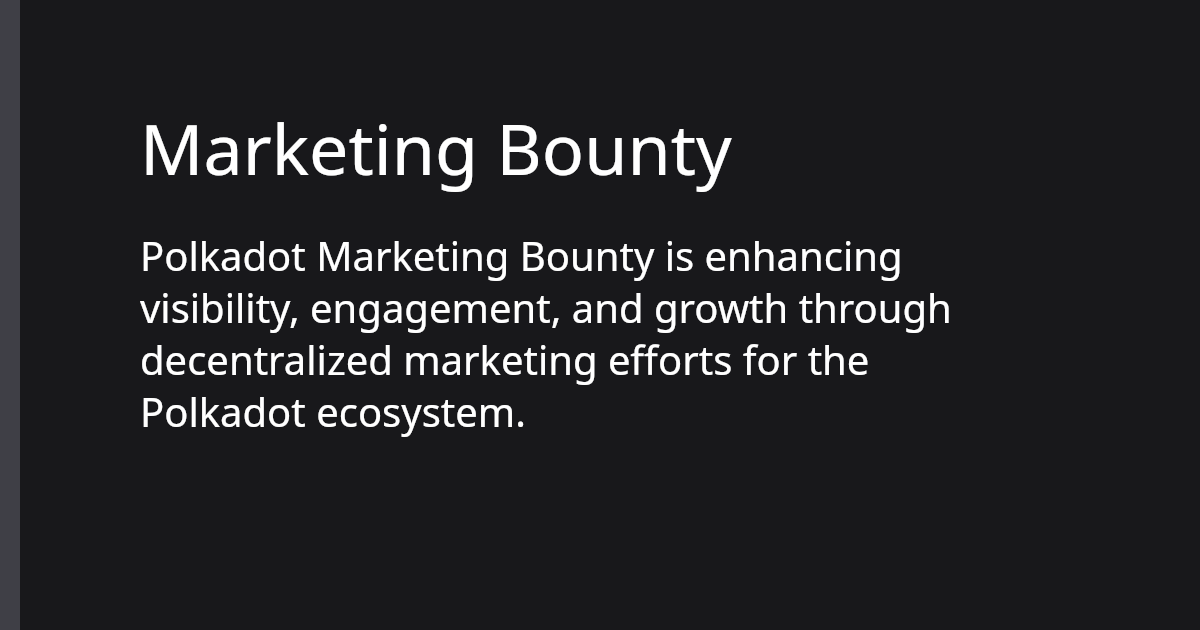 Marketing Bounty
Polkadot Marketing Bounty is enhancing
visibility, engagement, and growth through
decentralized marketing efforts for the
Polkadot ecosystem.